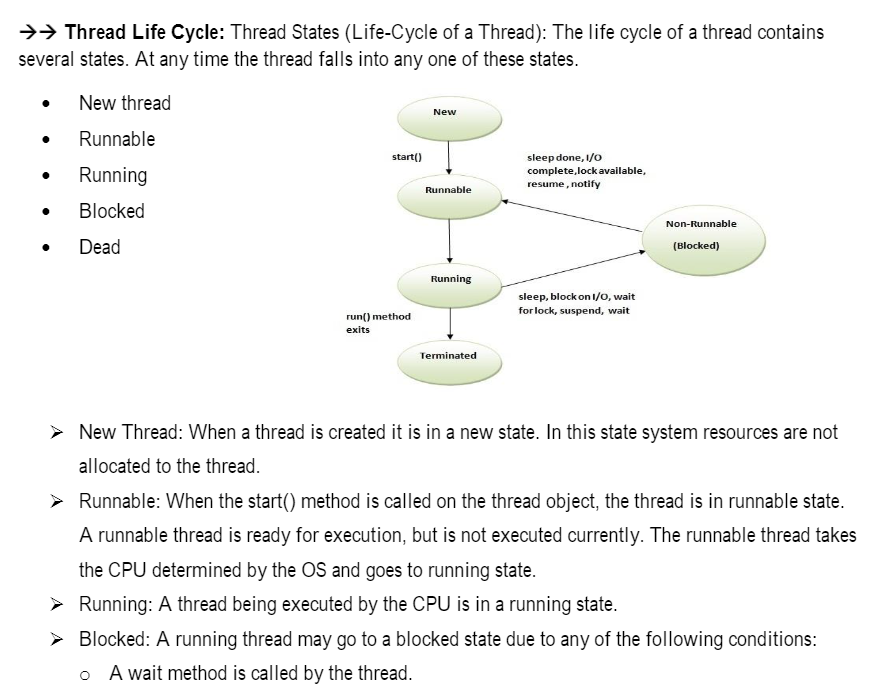 →→ Thread Life Cycle: Thread States (Life-Cycle of a Thread): The life cycle of a thread contains
several states. At any time the thread falls into any one of these states.
• New thread
• Runnable
• Running
• Blocked
• Dead
New
start()
sleep done, I/O
complete,lock available,
resume , notify
Runnable
Non-Runnable
(Blocked)
Running
sleep, block on I/O, wait
for lock, suspend, wait
run() method
exits
Terminated
➢ New Thread: When a thread is created it is in a new state. In this state system resources are not
allocated to the thread.
➢ Runnable: When the start() method is called on the thread object, the thread is in runnable state.
A runnable thread is ready for execution, but is not executed currently. The runnable thread takes
the CPU determined by the OS and goes to running state.
➢ Running: A thread being executed by the CPU is in a running state.
➢ Blocked: A running thread may go to a blocked state due to any of the following conditions:
o A wait method is called by the thread.